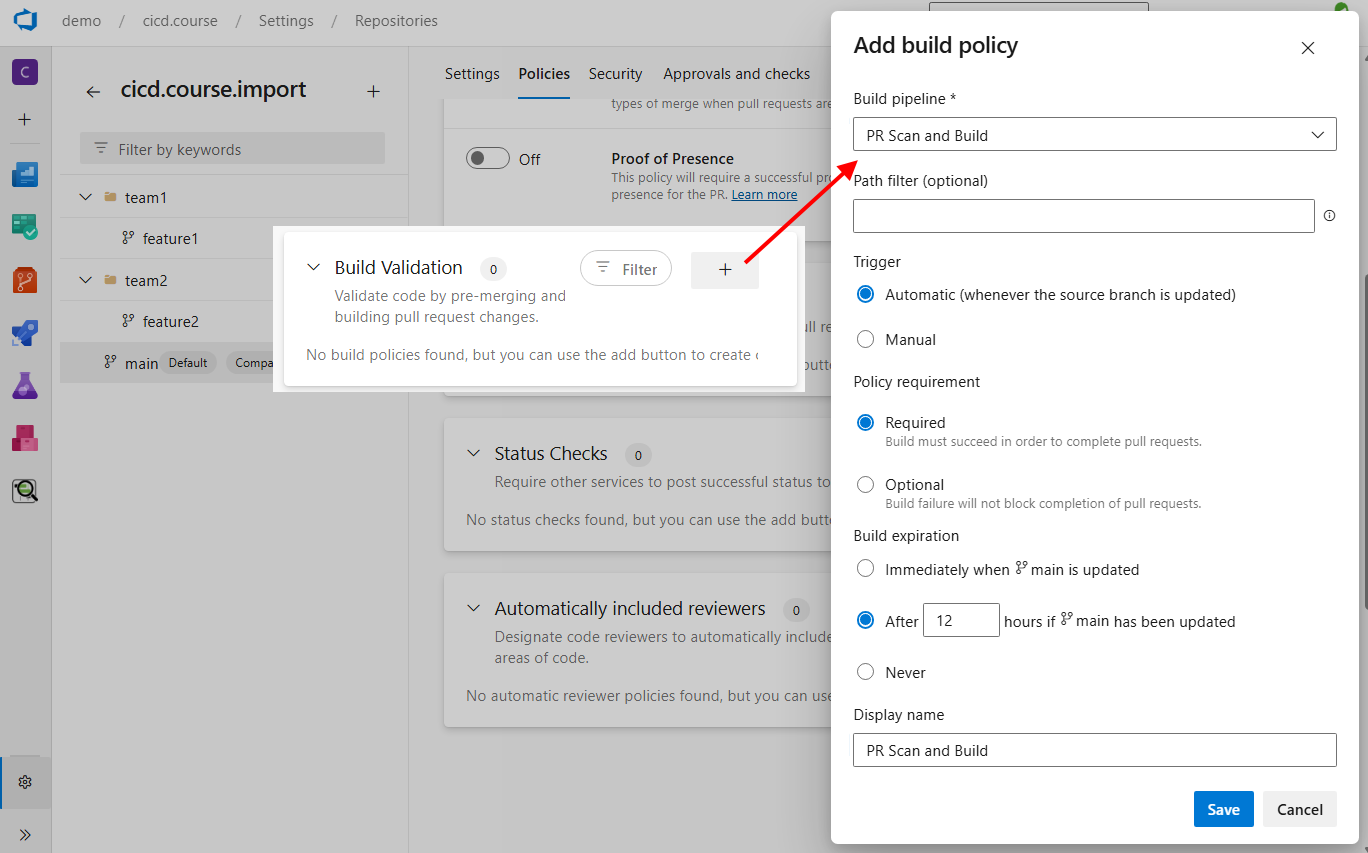 demo / cicd.course / Settings / Repositories
C
cicd.course.import
Filter by keywords
team1
feature1
team2
feature2
main Default
Settings Policies Security Approvals and checks
types of merge when pull requests are
Off
Proof of Presence
This policy will require a successful
presence for the PR. Learn more
Build Validation 0 Filter
Validate code by pre-merging and
building pull request changes.
No build policies found, but you can use the add button to create
Status Checks 0
Require other services to post successful status to
No status checks found, but you can use the add
Automatically included reviewers 0
Designate code reviewers to automatically include
areas of code.
No automatic reviewer policies found, but you can use
Add build policy
Build pipeline *
PR Scan and Build
Path filter (optional)
Trigger
Automatic (whenever the source branch is updated)
Manual
Policy requirement
Required
Build must succeed in order to complete pull requests.
Optional
Build failure will not block completion of pull requests.
Build expiration
Immediately when main is updated
After 12 hours if main has been updated
Never
Display name
PR Scan and Build
Save Cancel